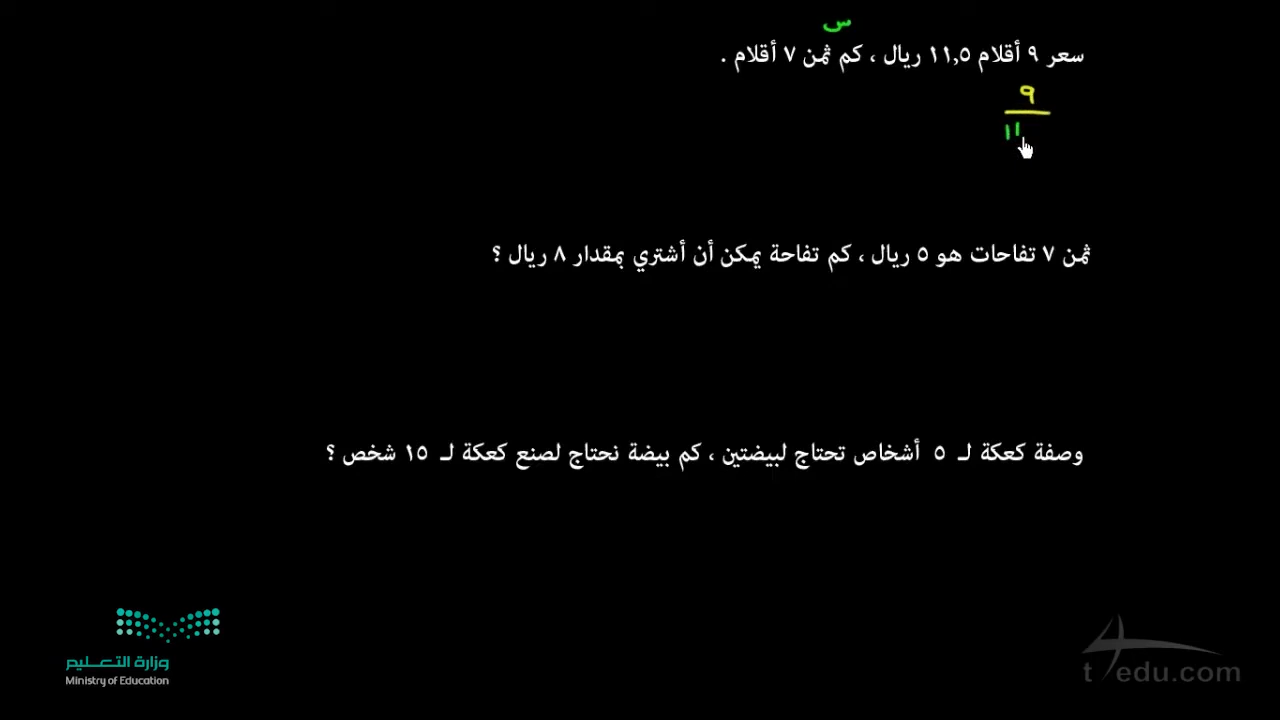 س
سعر ٩ أقلام ١١,٥ ريال ، كم ثمن ٧ أقلام .
٩
١١
ثمن ٧ تفاحات هو ٥ ريال ، كم تفاحة يمكن أن أشتري بمقدار ٨ ريال ؟
وصفة كعكة لـ ٥ أشخاص تحتاج لبيضتين ، كم بيضة نحتاج لصنع كعكة لـ ١٥ شخص ؟
وزارة التعـــليم
Ministry of Education
t4edu.com